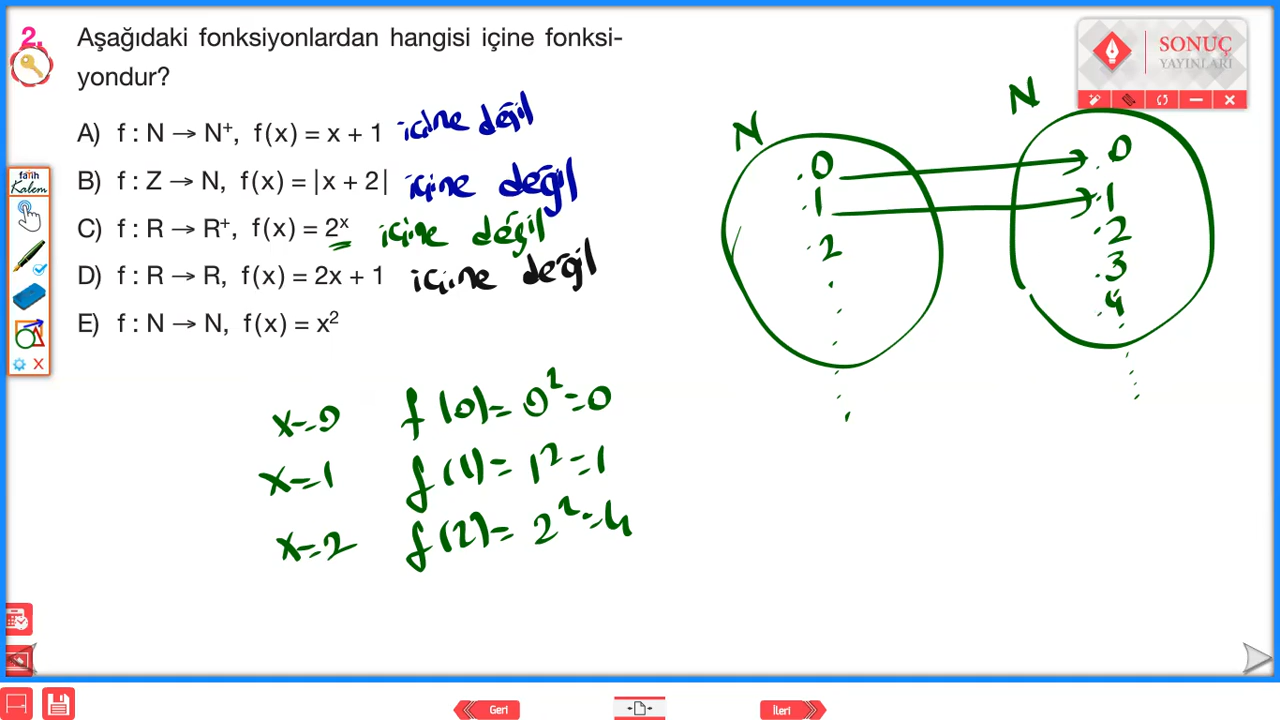 2. Aşağıdaki fonksiyonlardan hangisi içine fonksi-
yondur?
A) f : N → N⁺, f(x) = x + 1 içine değil
B) f : Z → N, f(x) = |x + 2| içine değil
C) f : R → R⁺, f(x) = 2ˣ içine değil
D) f : R → R, f(x) = 2x + 1 içine değil
E) f : N → N, f(x) = x²
x=0 f(0)=0²=0
x=1 f(1)=1²=1
x=2 f(2)=2²=4
N
.0
.1
.2
N
.0
.1
.2
.3
.4
SONUÇ
YAYINLARI
fatih
Kalem
Geri
İleri